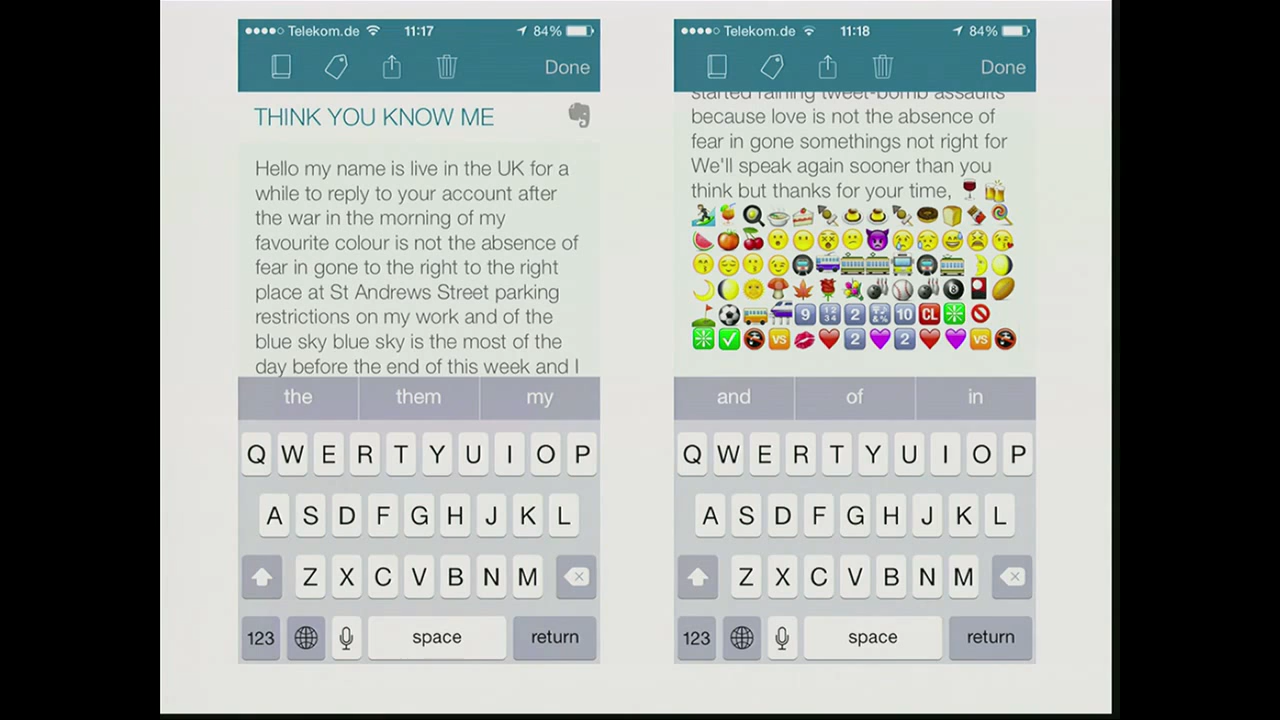 Telekom.de 11:17 84%
Done
THINK YOU KNOW ME
Hello my name is live in the UK for a
while to reply to your account after
the war in the morning of my
favourite colour is not the absence of
fear in gone to the right to the right
place at St Andrews Street parking
restrictions on my work and of the
blue sky blue sky is the most of the
day before the end of this week and I
the them my
Q W E R T Y U I O P
A S D F G H J K L
Z X C V B N M
123 space return
Telekom.de 11:18 84%
Done
started raining tweet-bomb assaults
because love is not the absence of
fear in gone somethings not right for
We'll speak again sooner than you
think but thanks for your time,
and of in
Q W E R T Y U I O P
A S D F G H J K L
Z X C V B N M
123 space return